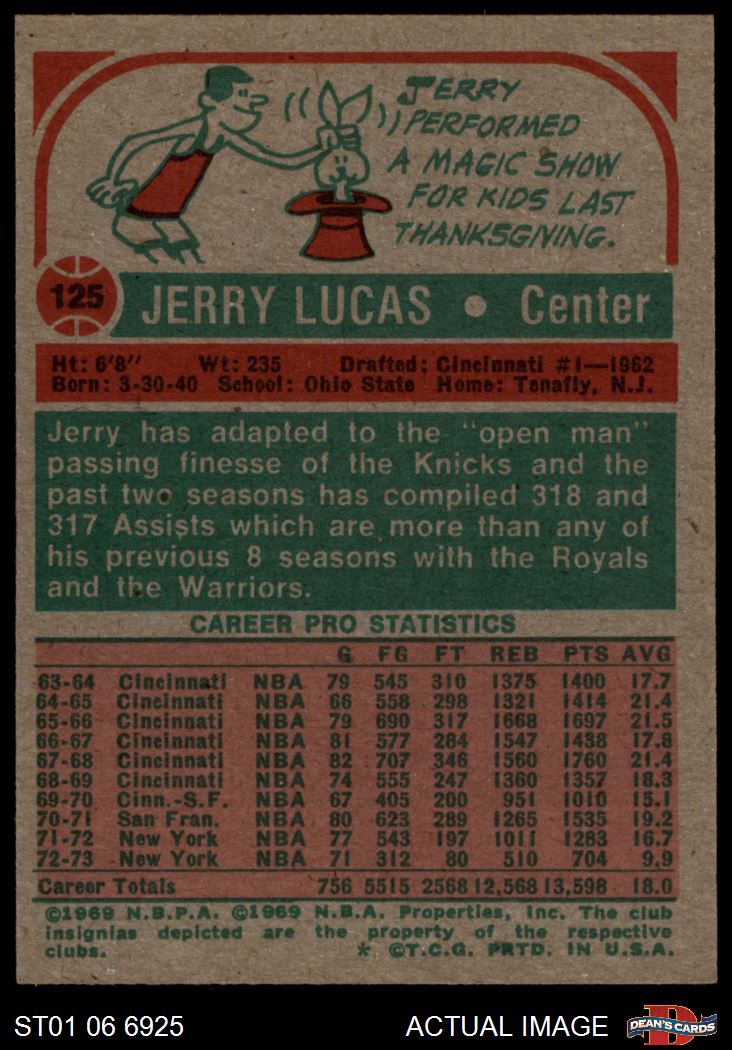 JERRY
PERFORMED
A MAGIC SHOW
FOR KIDS LAST
THANKSGIVING.
125 JERRY LUCAS • Center
Ht: 6'8" Wt: 235 Drafted: Cincinnati #1—1962
Born: 3-30-40 School: Ohio State Home: Tenafly, N.J.
Jerry has adapted to the "open man"
passing finesse of the Knicks and the
past two seasons has compiled 318 and
317 Assists which are more than any of
his previous 8 seasons with the Royals
and the Warriors.
CAREER PRO STATISTICS
G FG FT REB PTS AVG
63-64 Cincinnati NBA 79 545 310 1375 1400 17.7
64-65 Cincinnati NBA 66 558 298 1321 1414 21.4
65-66 Cincinnati NBA 79 690 317 1668 1697 21.5
66-67 Cincinnati NBA 81 577 284 1547 1438 17.8
67-68 Cincinnati NBA 82 707 346 1560 1760 21.4
68-69 Cincinnati NBA 74 555 247 1360 1357 18.3
69-70 Cinn.-S.F. NBA 67 405 200 951 1010 15.1
70-71 San Fran. NBA 80 623 289 1265 1535 19.2
71-72 New York NBA 77 543 197 1011 1283 16.7
72-73 New York NBA 71 312 80 510 704 9.9
Career Totals 756 5515 2568 12,568 13,598 18.0
©1969 N.B.P.A. ©1969 N.B.A. Properties, Inc. The club
insignias depicted are the property of the respective
clubs. * ©T.C.G. PRTD. IN U.S.A.
ST01 06 6925 ACTUAL IMAGE D DEAN'S CARDS